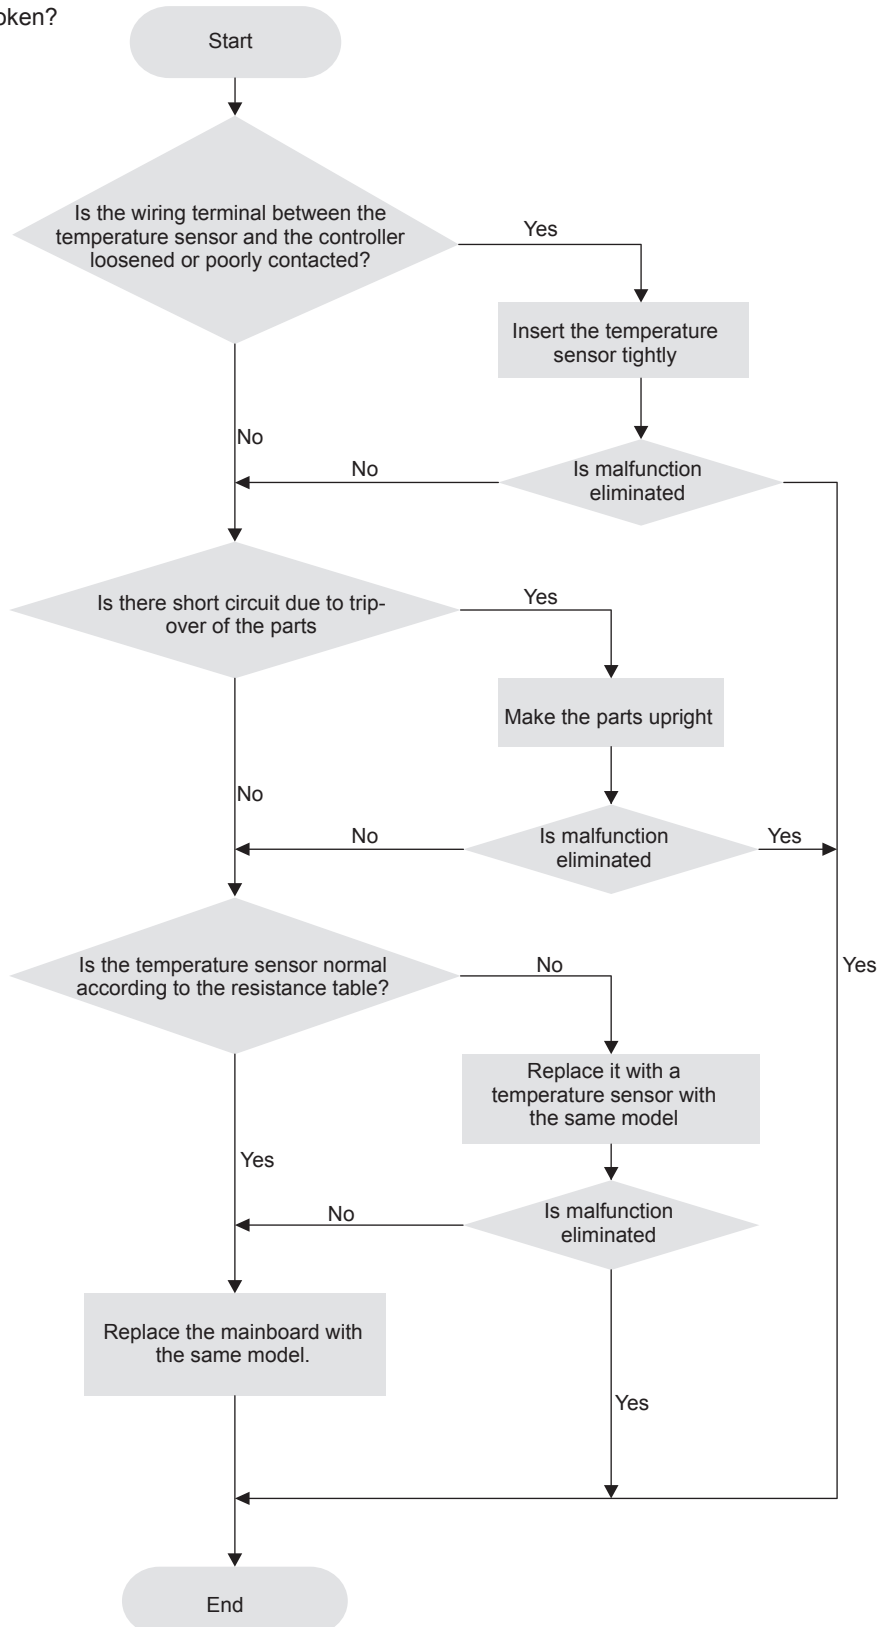 oken?
Start
Is the wiring terminal between the
temperature sensor and the controller
loosened or poorly contacted?
Yes
Insert the temperature
sensor tightly
No
No
Is malfunction
eliminated
Is there short circuit due to trip-
over of the parts
Yes
Make the parts upright
No
No
Is malfunction
eliminated
Yes
Is the temperature sensor normal
according to the resistance table?
No
Yes
Replace it with a
temperature sensor with
the same model
Yes
No
Is malfunction
eliminated
Replace the mainboard with
the same model.
Yes
End